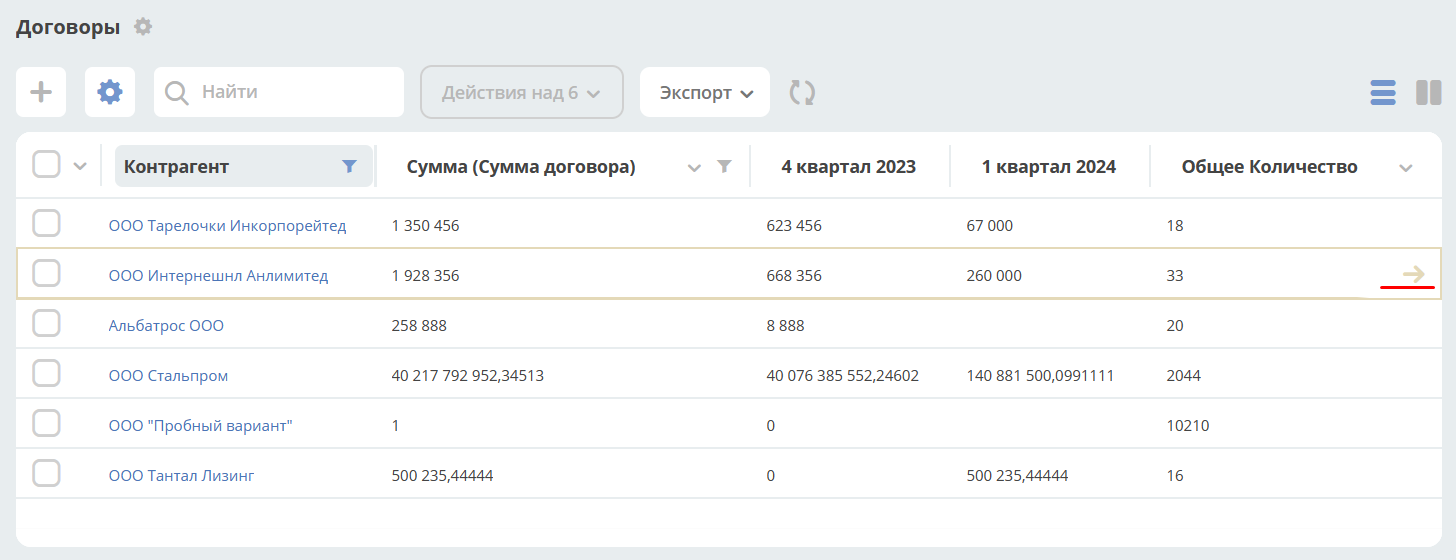 Договоры
Найти
Действия над 6
Экспорт
Контрагент Сумма (Сумма договора) 4 квартал 2023 1 квартал 2024 Общее Количество
ООО Тарелочки Инкорпорейтед 1 350 456 623 456 67 000 18
ООО Интернешнл Анлимитед 1 928 356 668 356 260 000 33
Альбатрос ООО 258 888 8 888 20
ООО Стальпром 40 217 792 952,34513 40 076 385 552,24602 140 881 500,0991111 2044
ООО "Пробный вариант" 1 0 10210
ООО Тантал Лизинг 500 235,44444 0 500 235,44444 16